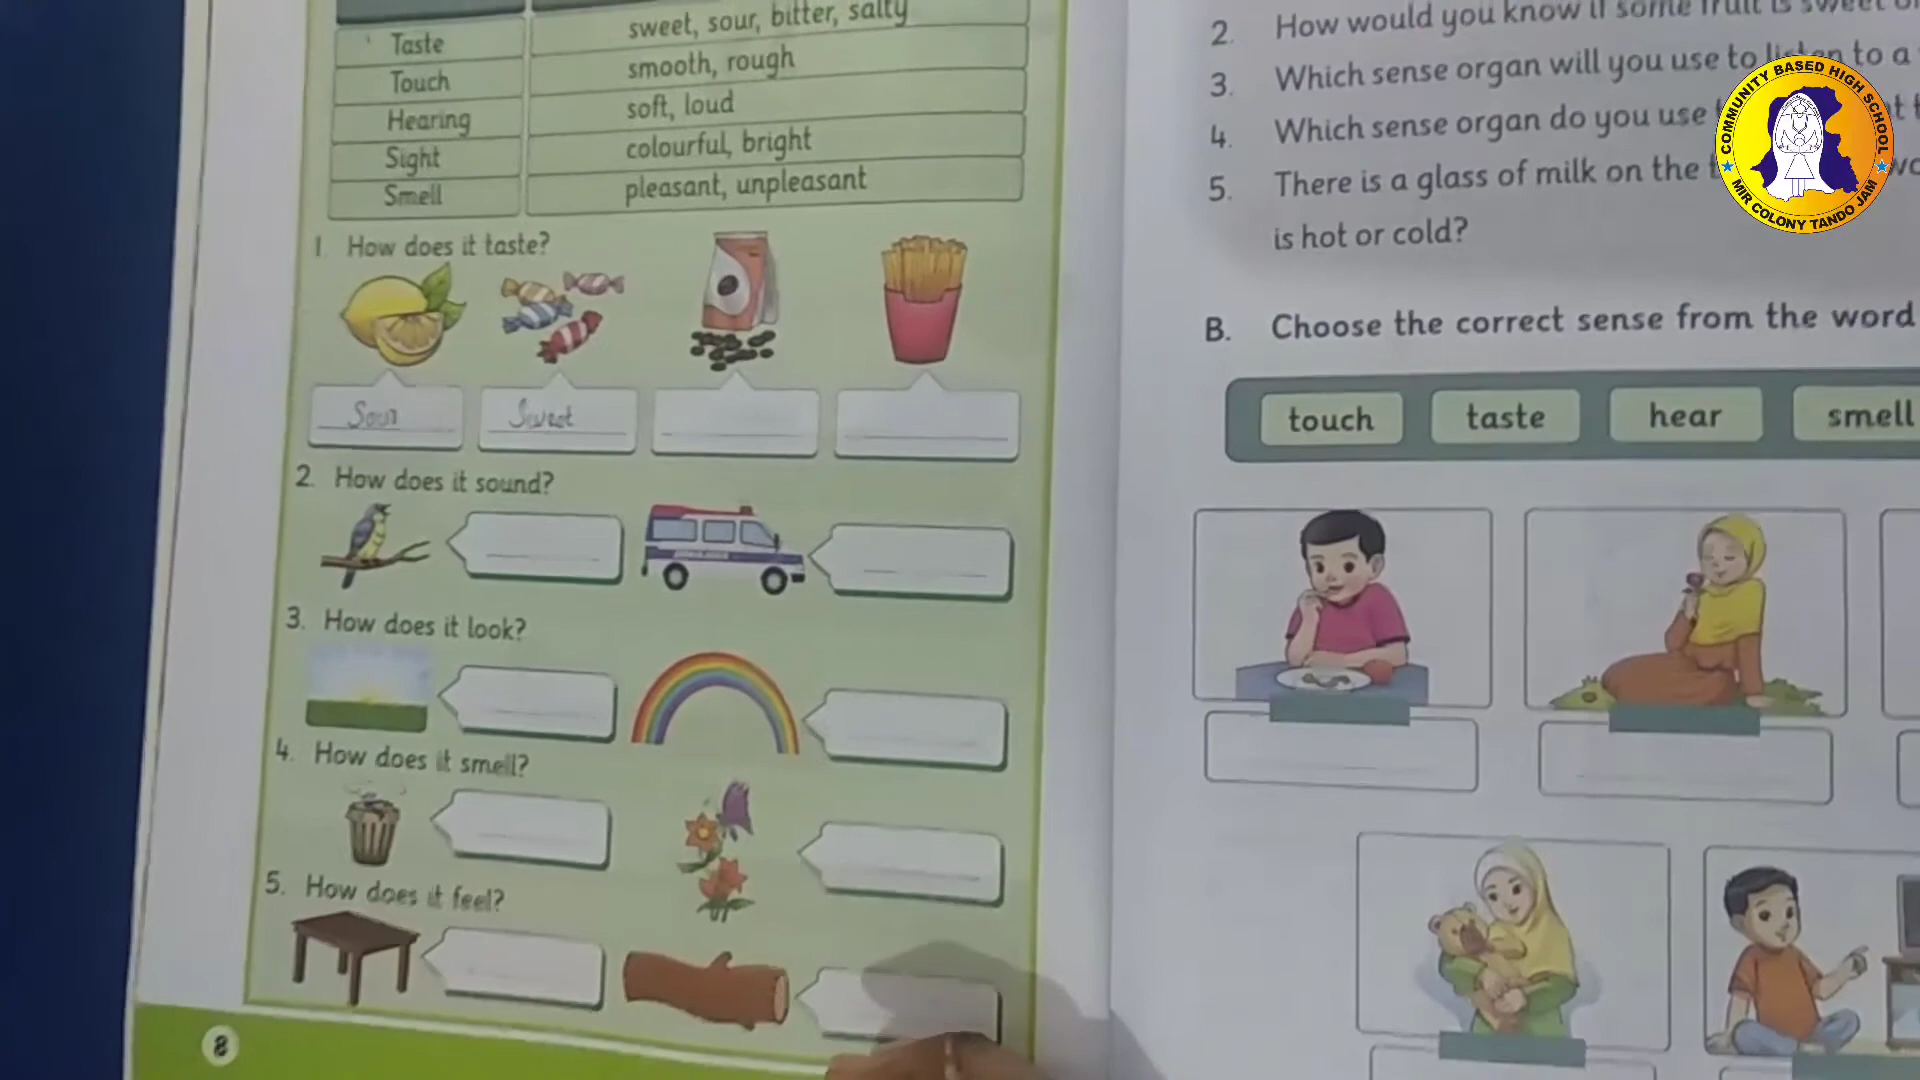 Taste sweet, sour, bitter, salty
Touch smooth, rough
Hearing soft, loud
Sight colourful, bright
Smell pleasant, unpleasant
1. How does it taste?
Sour Sweet
2. How does it sound?
3. How does it look?
4. How does it smell?
5. How does it feel?
8
2. How would you know if some fruit is sweet
3. Which sense organ will you use to listen to a
4. Which sense organ do you use
5. There is a glass of milk on the
is hot or cold?
B. Choose the correct sense from the word
touch taste hear smell
COMMUNITY BASED HIGH SCHOOL
MIR COLONY TANDO JAM